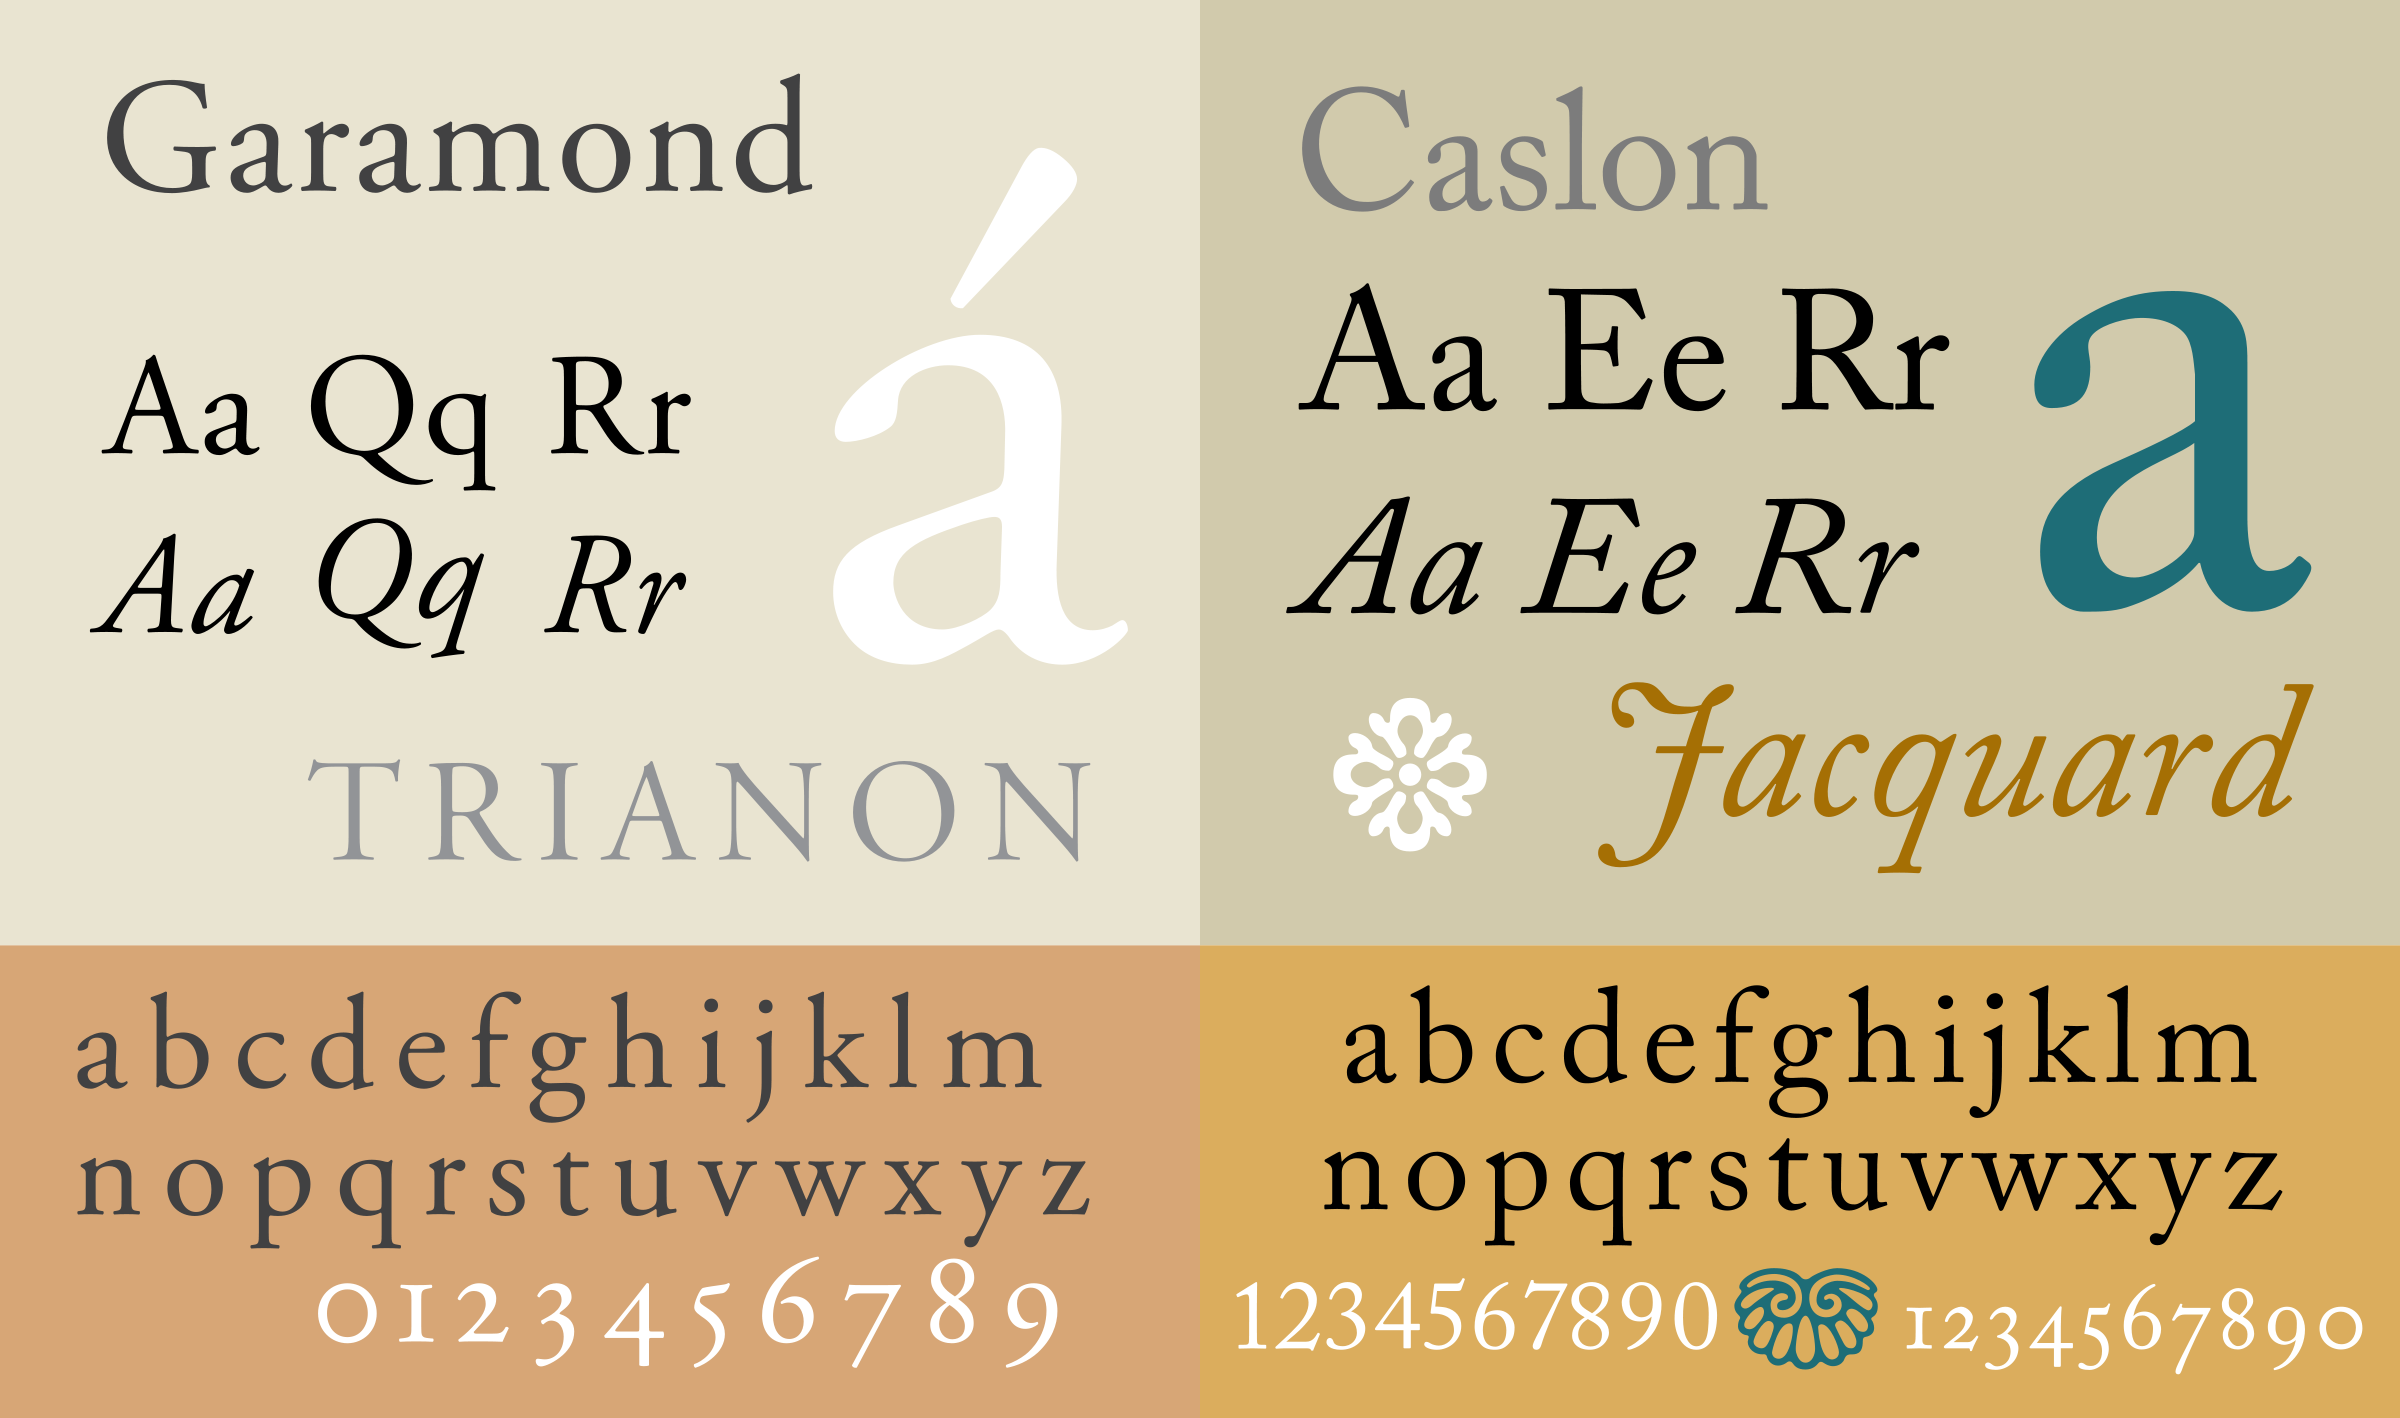 Garamond
á
Aa Qq Rr
Aa Qq Rr
TRIANON
abcdefghijklm
nopqrstuvwxyz
0123456789
Caslon
Aa Ee Rr
a
Aa Ee Rr
Jacquard
abcdefghijklm
nopqrstuvwxyz
1234567890 1234567890